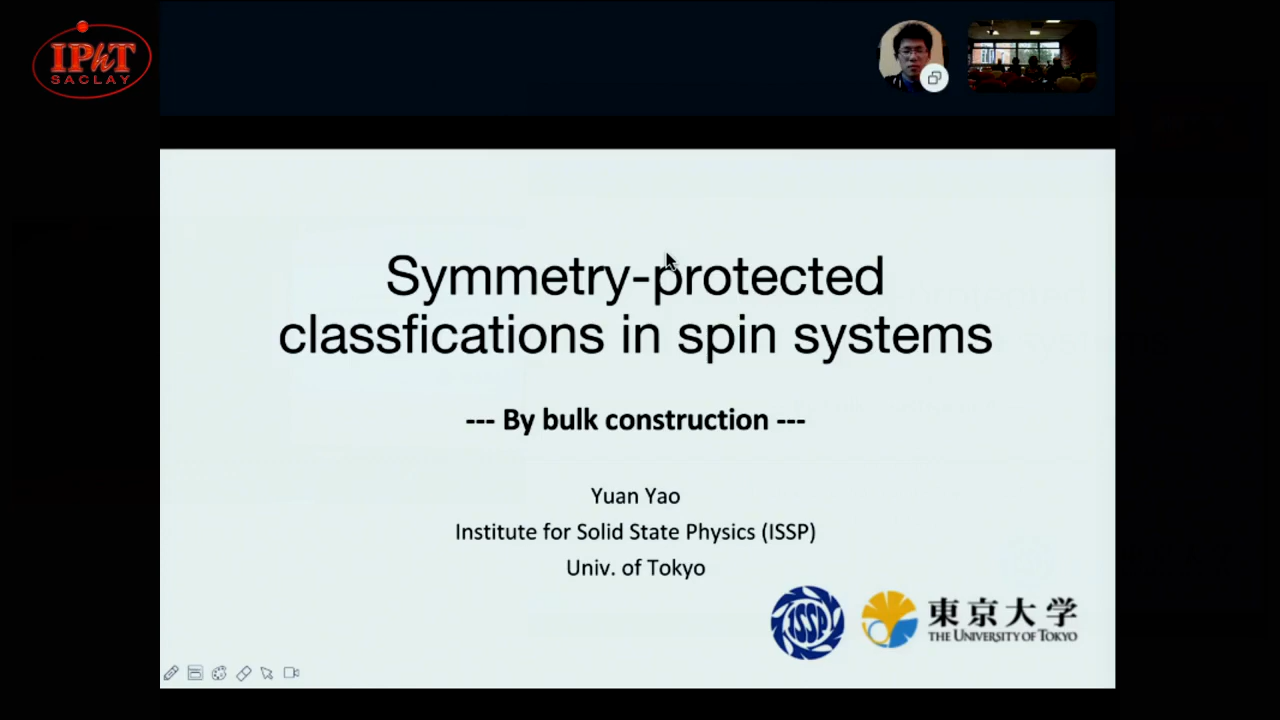 IPhT
SACLAY
Symmetry-protected
classfications in spin systems
--- By bulk construction ---
Yuan Yao
Institute for Solid State Physics (ISSP)
Univ. of Tokyo
ISSP
東京大学
THE UNIVERSITY OF TOKYO